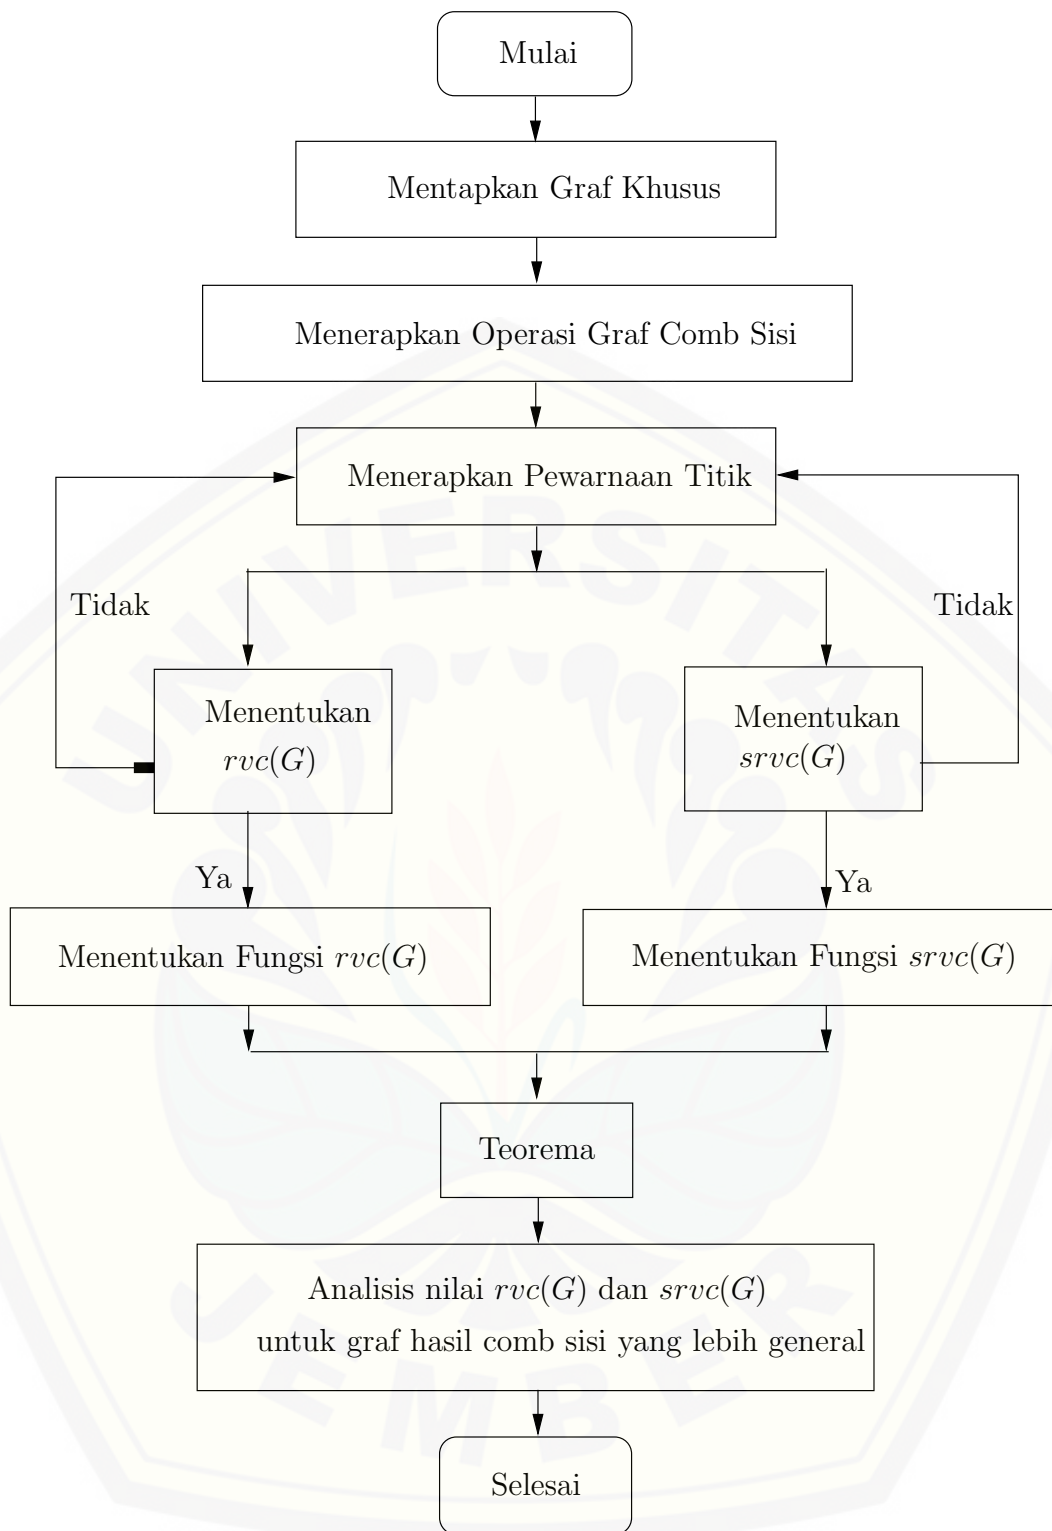 Mulai
Mentapkan Graf Khusus
Menerapkan Operasi Graf Comb Sisi
Menerapkan Pewarnaan Titik
Tidak
Tidak
Menentukan
rvc(G)
Menentukan
srvc(G)
Ya
Ya
Menentukan Fungsi rvc(G)
Menentukan Fungsi srvc(G)
Teorema
Analisis nilai rvc(G) dan srvc(G)
untuk graf hasil comb sisi yang lebih general
Selesai
UNIVERSITAS
JEMBER